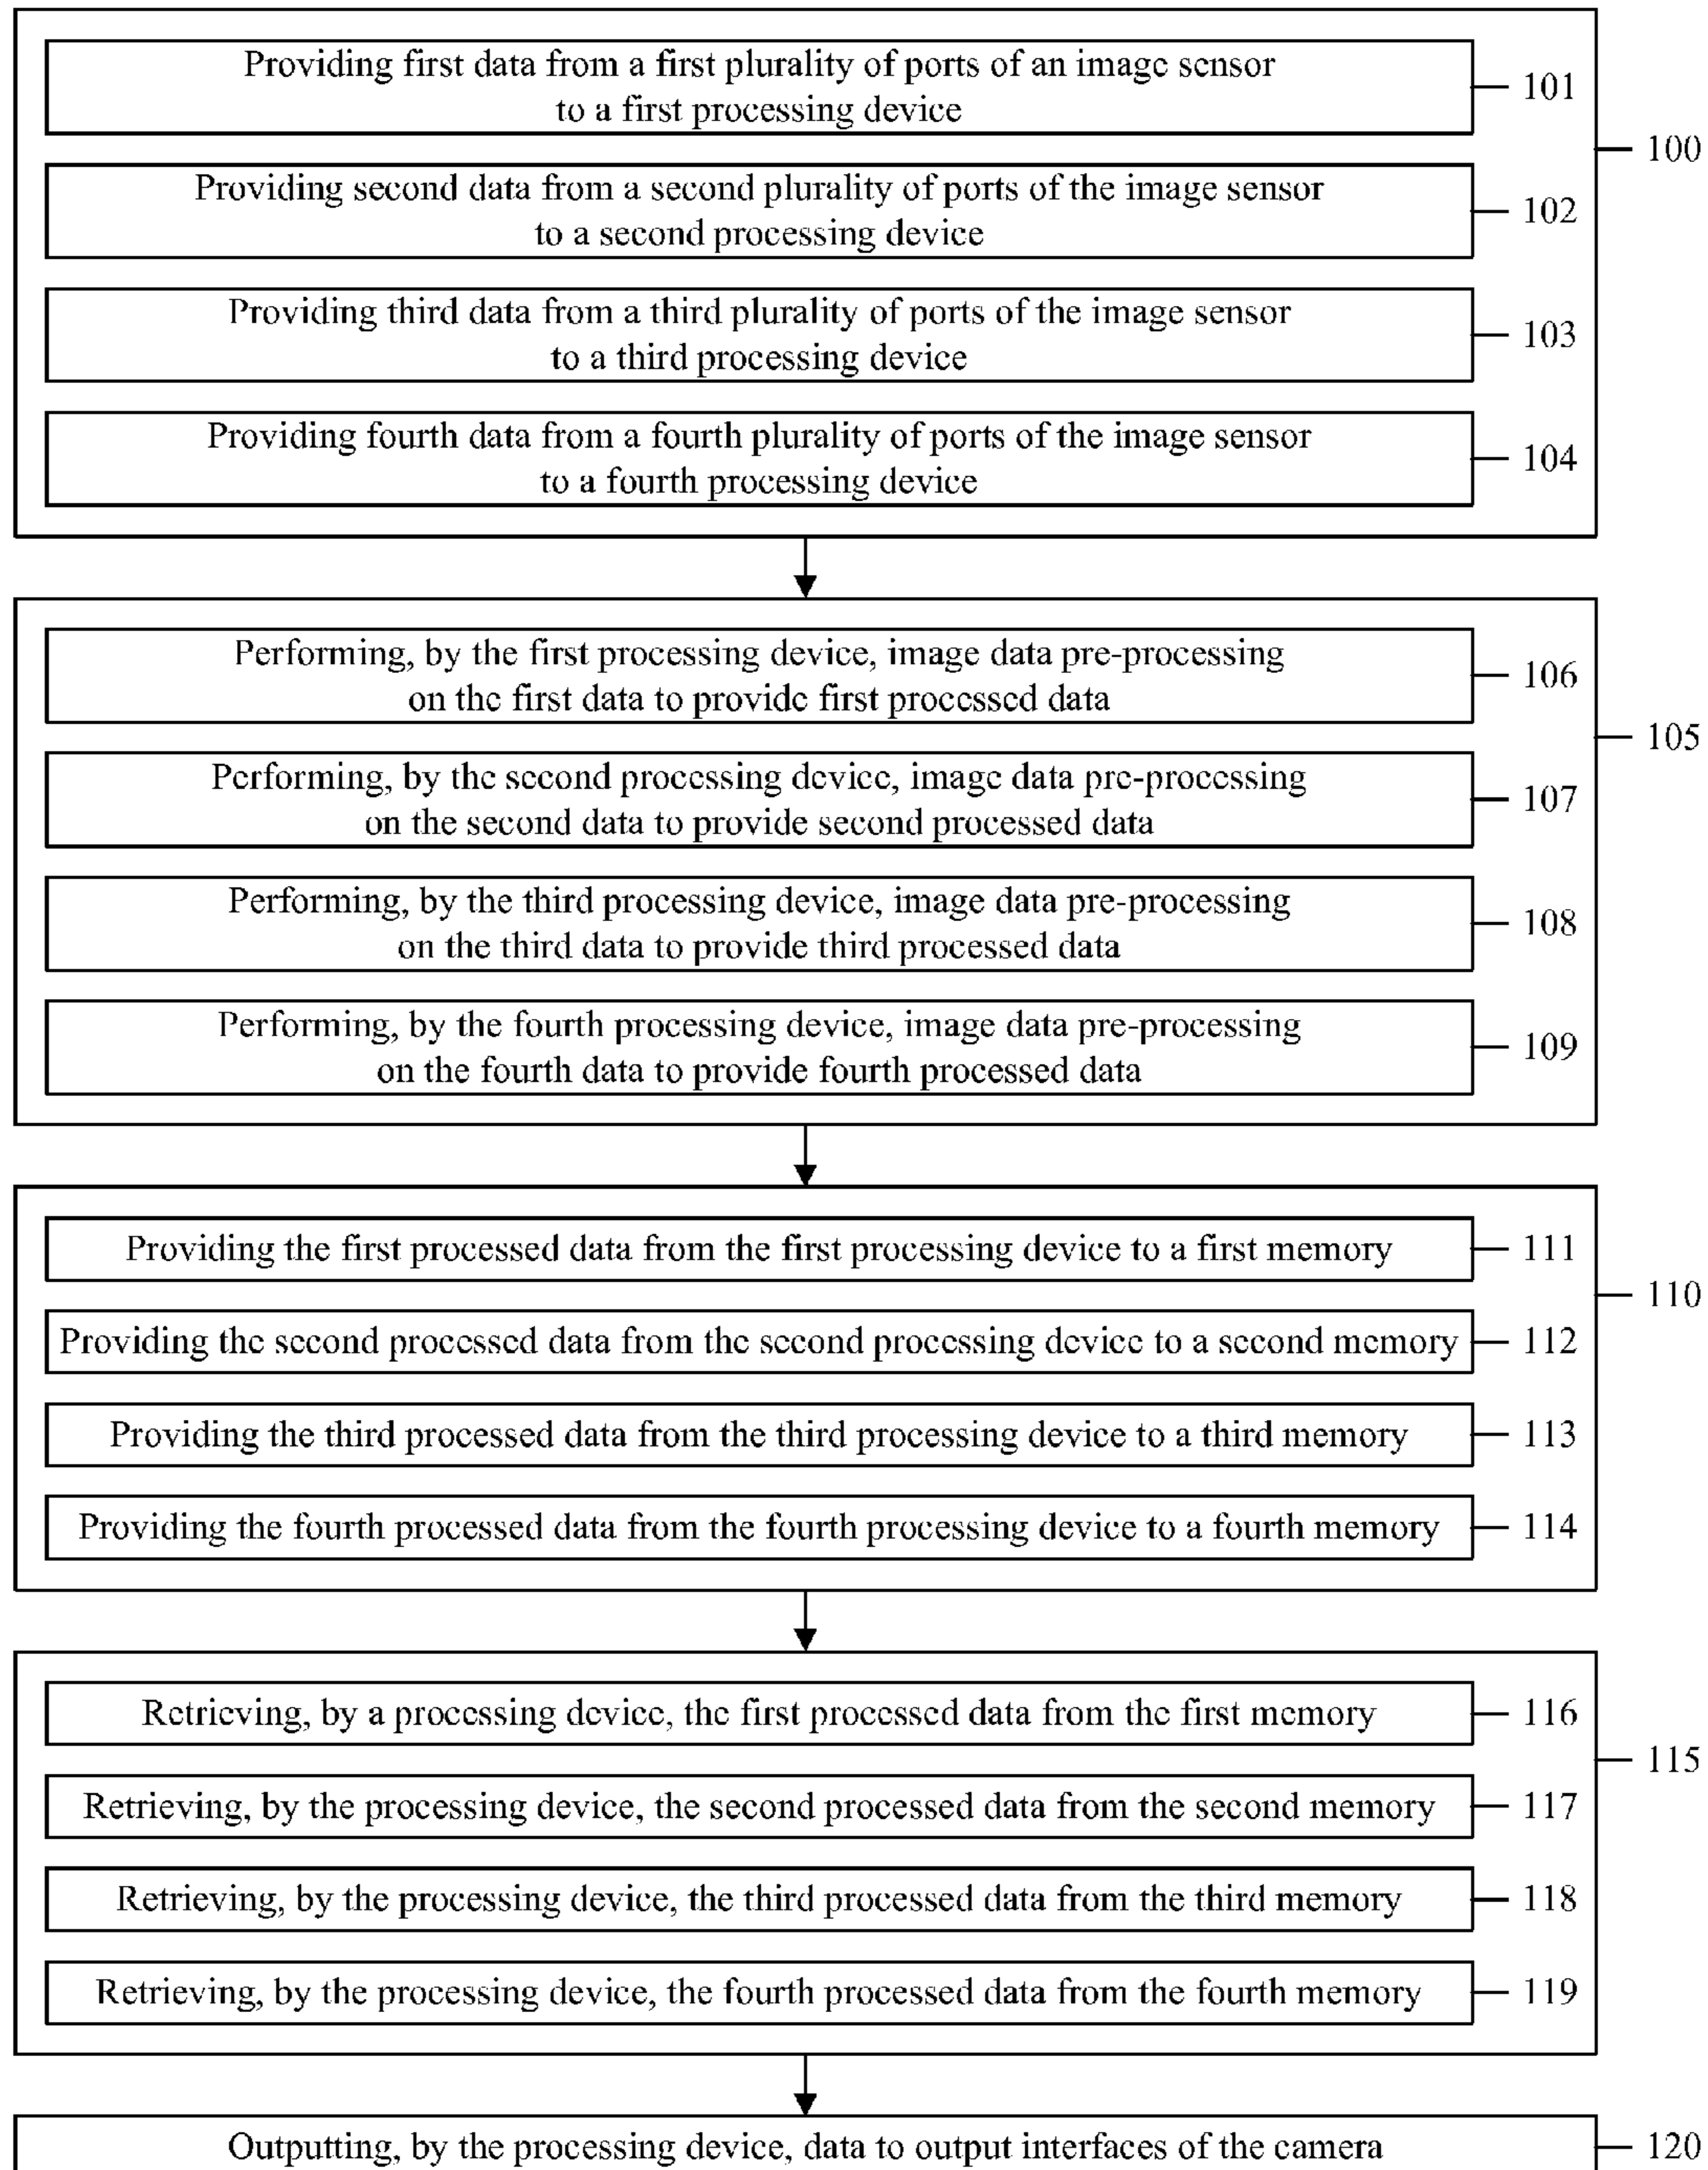 Providing first data from a first plurality of ports of an image sensor
to a first processing device
101
100
Providing second data from a second plurality of ports of the image sensor
to a second processing device
102
Providing third data from a third plurality of ports of the image sensor
to a third processing device
103
Providing fourth data from a fourth plurality of ports of the image sensor
to a fourth processing device
104
Performing, by the first processing device, image data pre-processing
on the first data to provide first processed data
106
105
Performing, by the second processing device, image data pre-processing
on the second data to provide second processed data
107
Performing, by the third processing device, image data pre-processing
on the third data to provide third processed data
108
Performing, by the fourth processing device, image data pre-processing
on the fourth data to provide fourth processed data
109
Providing the first processed data from the first processing device to a first memory
111
110
Providing the second processed data from the second processing device to a second memory
112
Providing the third processed data from the third processing device to a third memory
113
Providing the fourth processed data from the fourth processing device to a fourth memory
114
Retrieving, by a processing device, the first processed data from the first memory
116
115
Retrieving, by the processing device, the second processed data from the second memory
117
Retrieving, by the processing device, the third processed data from the third memory
118
Retrieving, by the processing device, the fourth processed data from the fourth memory
119
Outputting, by the processing device, data to output interfaces of the camera
120